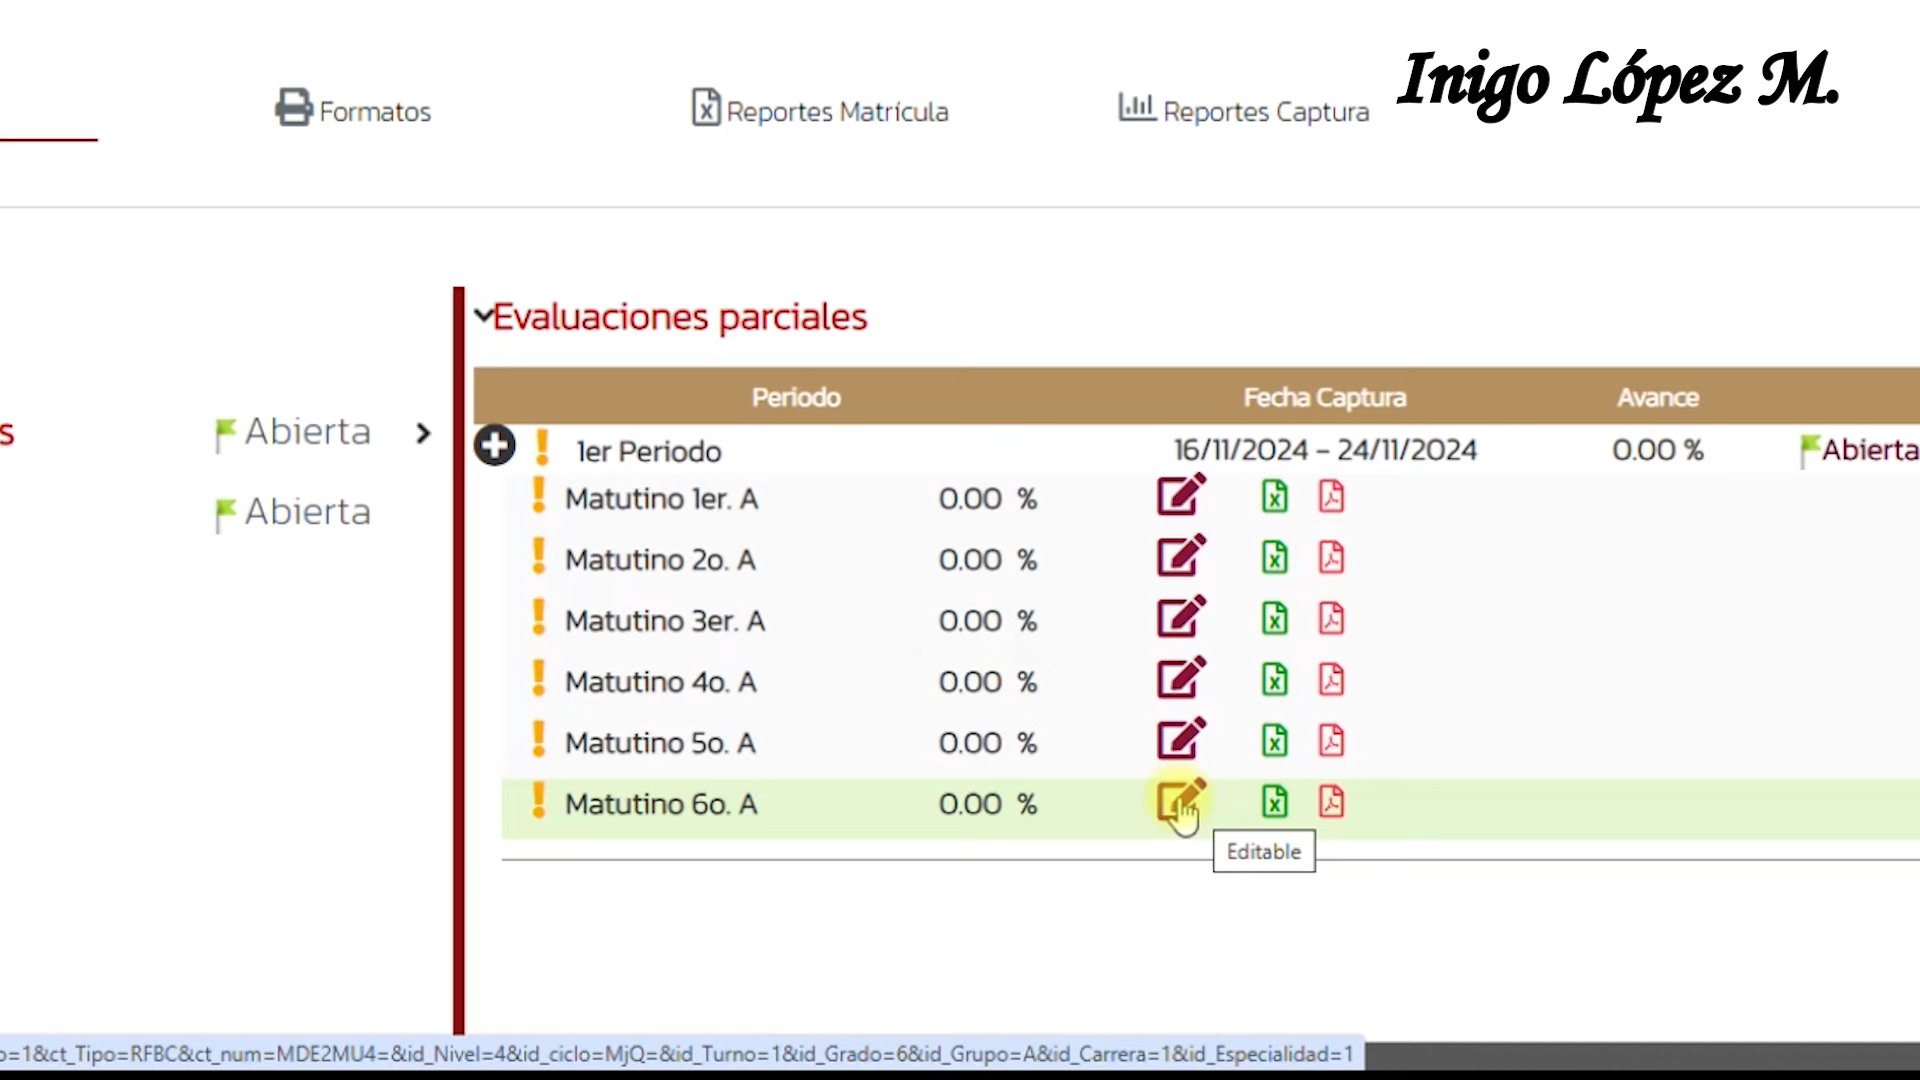 Inigo López M.
Formatos
Reportes Matrícula
Reportes Captura
Evaluaciones parciales
Periodo Fecha Captura Avance
s Abierta
Abierta
1er Periodo 16/11/2024 - 24/11/2024 0.00 % Abierta
Matutino 1er. A 0.00 %
Matutino 2o. A 0.00 %
Matutino 3er. A 0.00 %
Matutino 4o. A 0.00 %
Matutino 5o. A 0.00 %
Matutino 6o. A 0.00 %
Editable
o=1&ct_Tipo=RFBC&ct_num=MDE2MU4=&id_Nivel=4&id_ciclo=MjQ=&id_Turno=1&id_Grado=6&id_Grupo=A&id_Carrera=1&id_Especialidad=1